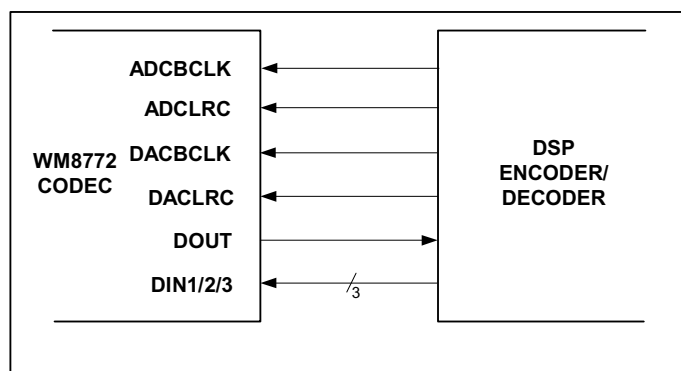 ADCBCLK
ADCLRC
WM8772
CODEC
DACBCLK
DACLRC
DOUT
DIN1/2/3
3
DSP
ENCODER/
DECODER